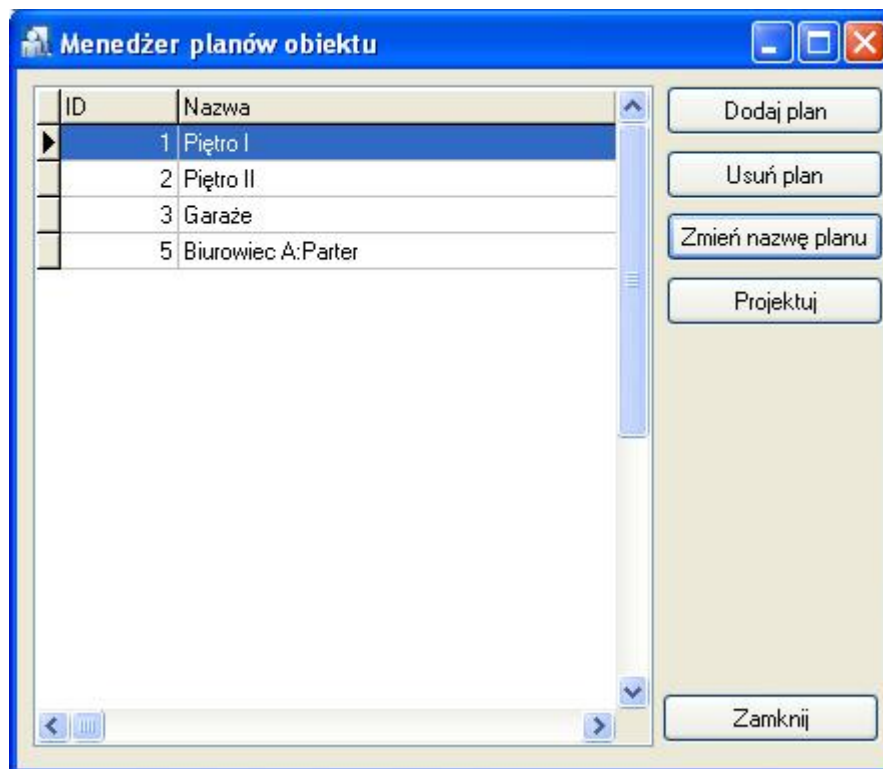 Menedżer planów obiektu
ID Nazwa
1 Piętro I
2 Piętro II
3 Garaże
5 Biurowiec A:Parter
Dodaj plan
Usuń plan
Zmień nazwę planu
Projektuj
Zamknij